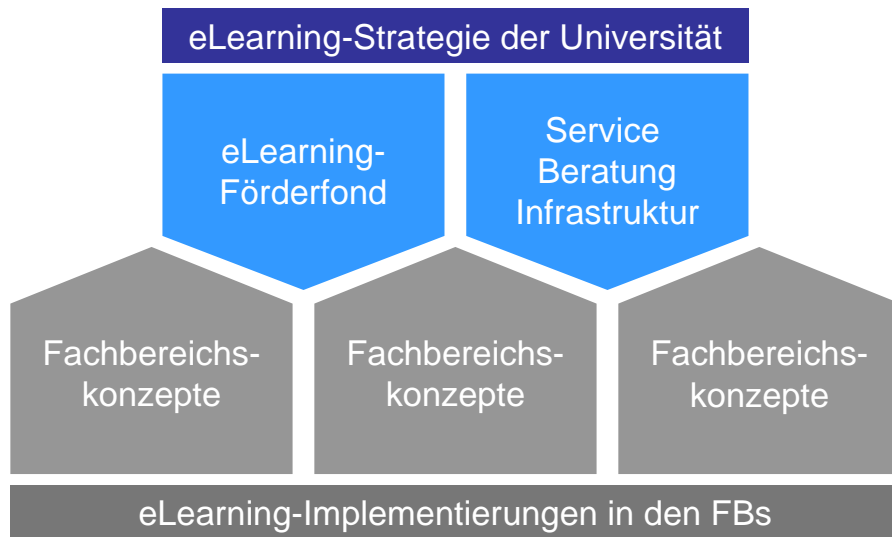 eLearning-Strategie der Universität
eLearning-
Förderfond
Service
Beratung
Infrastruktur
Fachbereichs-
konzepte
Fachbereichs-
konzepte
Fachbereichs-
konzepte
eLearning-Implementierungen in den FBs